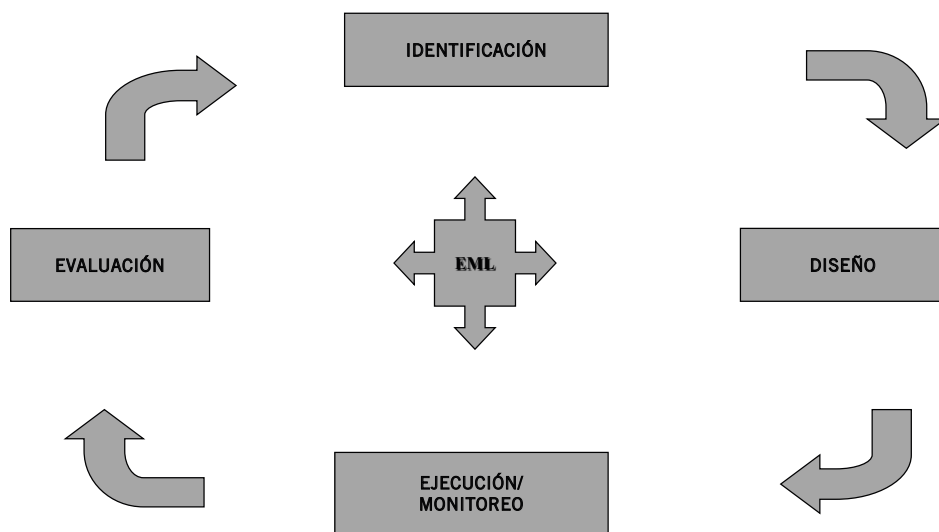 IDENTIFICACIÓN
EVALUACIÓN
EML
DISEÑO
EJECUCIÓN/
MONITOREO